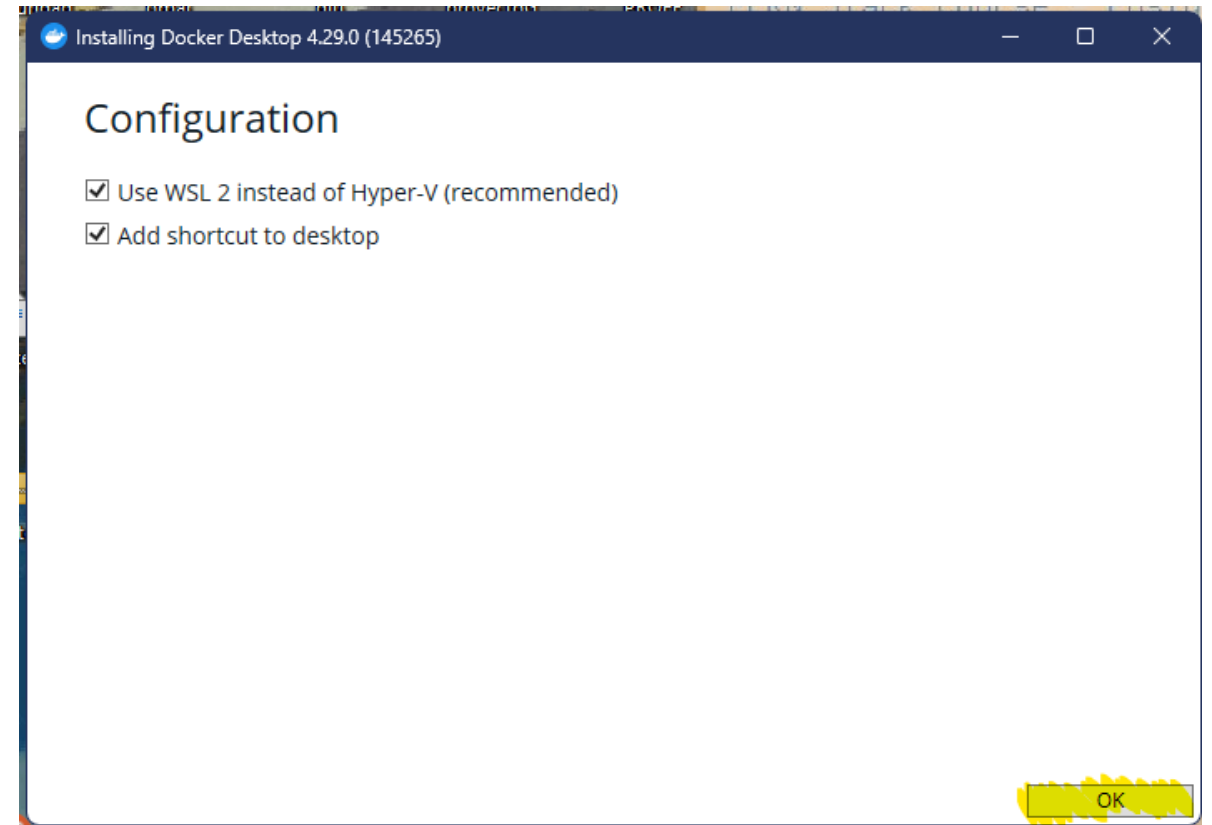 Installing Docker Desktop 4.29.0 (145265)
Configuration
Use WSL 2 instead of Hyper-V (recommended)
Add shortcut to desktop
OK